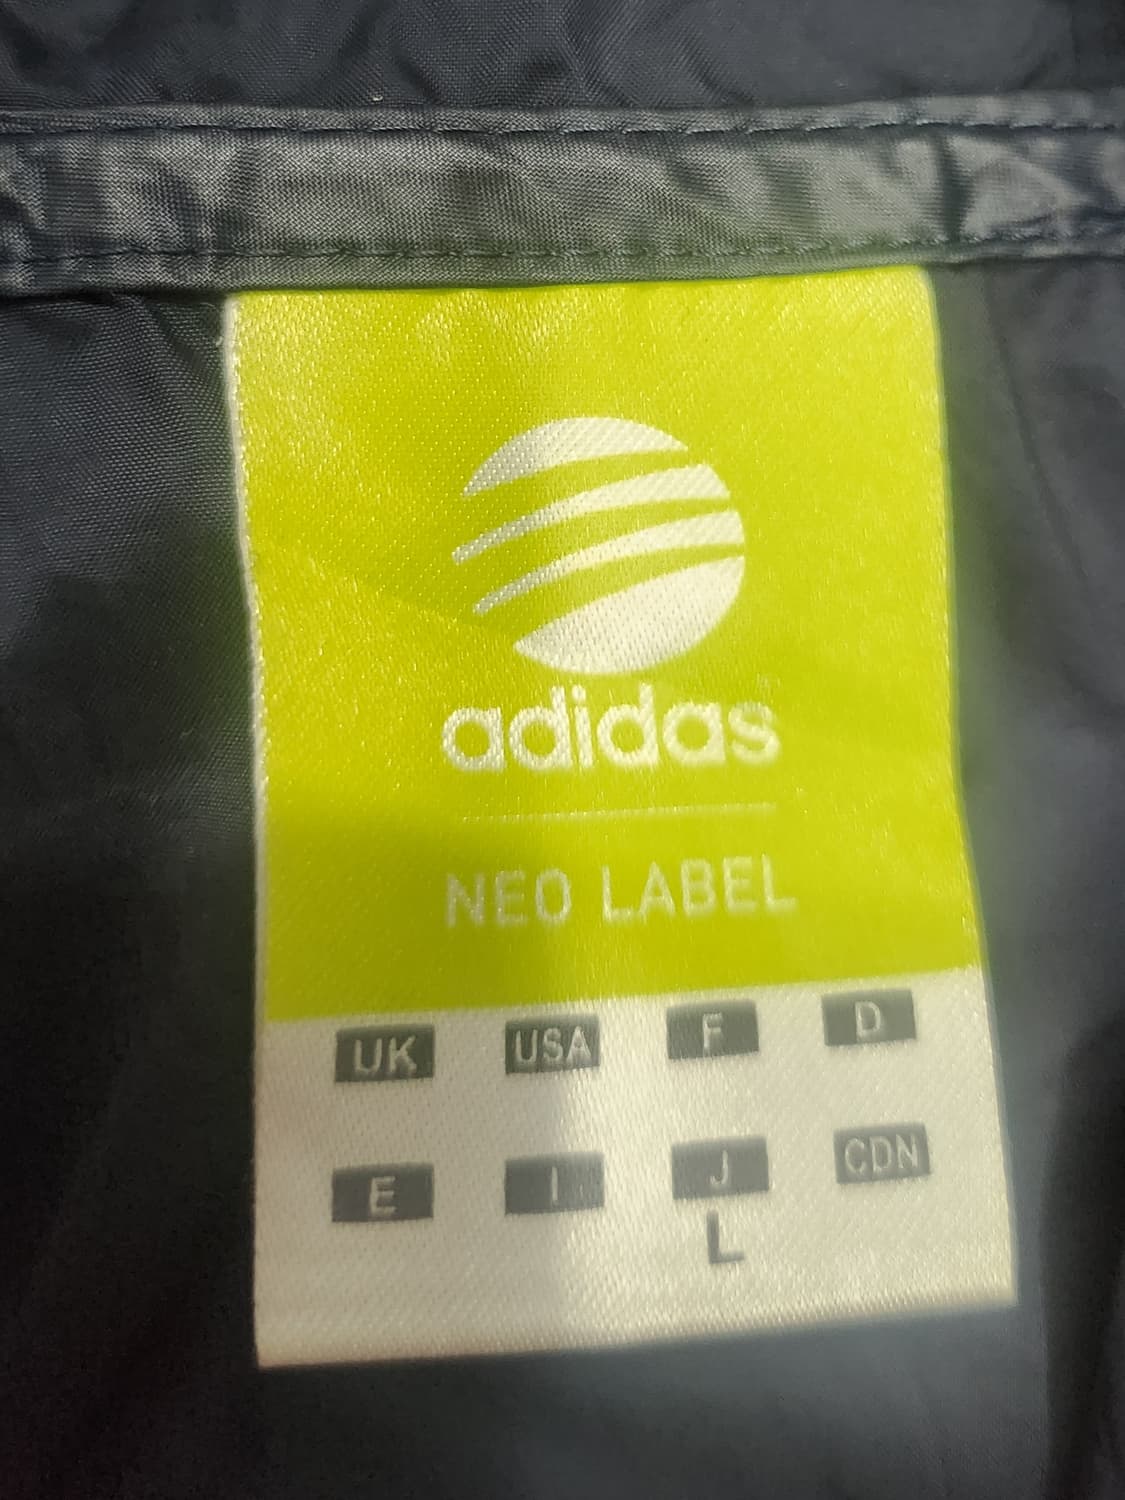 adidas
NEO LABEL
UK USA F D
E I J CDN
L